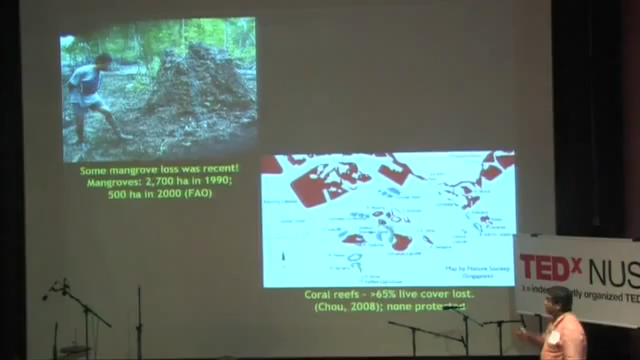 Some mangrove loss was recent!
Mangroves: 2,700 ha in 1990;
500 ha in 2000 (FAO)
Map by Nature Society
(Singapore)
Coral reefs - >65% live cover lost.
(Chou, 2008); none protected
TEDx NUS
x = independently organized TED